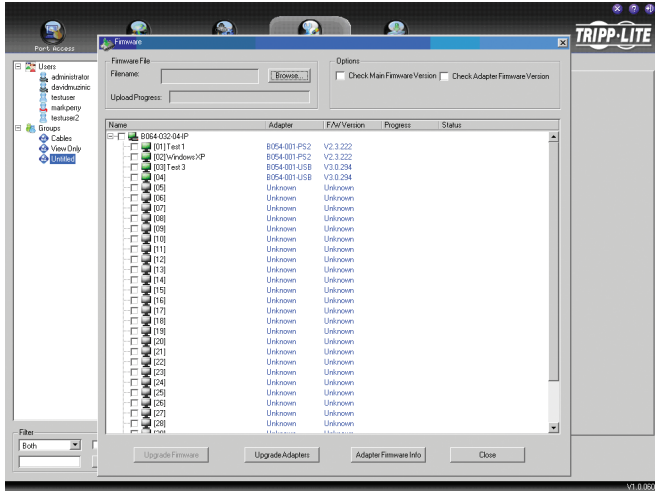 TRIPP·LITE
Port Access
Firmware
Users
administrator
davidmuzinic
testuser
markperry
testuser2
Groups
Cables
View Only
Untitled
Firmware File
Filename:
Browse...
Upload Progress:
Options
Check Main Firmware Version
Check Adapter Firmware Version
Name Adapter F/W Version Progress Status
B064-032-04-IP
[01] Test 1 B054-001-PS2 V2.3.222
[02] Windows XP B054-001-PS2 V2.3.222
[03] Test 3 B054-001-USB V3.0.294
[04] B054-001-USB V3.0.294
[05] Unknown Unknown
[06] Unknown Unknown
[07] Unknown Unknown
[08] Unknown Unknown
[09] Unknown Unknown
[10] Unknown Unknown
[11] Unknown Unknown
[12] Unknown Unknown
[13] Unknown Unknown
[14] Unknown Unknown
[15] Unknown Unknown
[16] Unknown Unknown
[17] Unknown Unknown
[18] Unknown Unknown
[19] Unknown Unknown
[20] Unknown Unknown
[21] Unknown Unknown
[22] Unknown Unknown
[23] Unknown Unknown
[24] Unknown Unknown
[25] Unknown Unknown
[26] Unknown Unknown
[27] Unknown Unknown
[28] Unknown Unknown
Filter
Both
Upgrade Firmware
Upgrade Adapters
Adapter Firmware Info
Close
V1.0.060